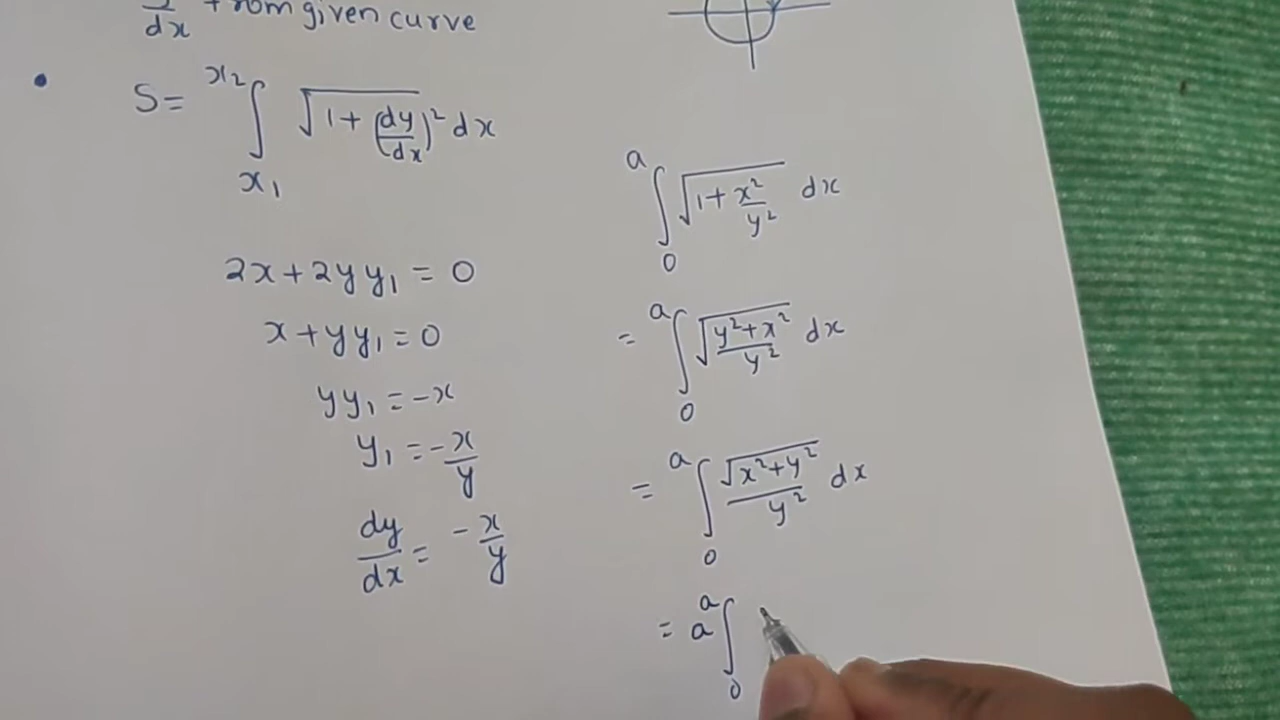 dx from given curve
S = ∫_{x₁}^{x₂} √(1 + (dy/dx)²) dx
2x + 2yy₁ = 0
x + yy₁ = 0
yy₁ = -x
y₁ = -x/y
dy/dx = -x/y
∫_0^a √(1 + x²/y²) dx
= ∫_0^a √((y² + x²)/y²) dx
= ∫_0^a √(x² + y²)/y² dx
= a ∫_0^a